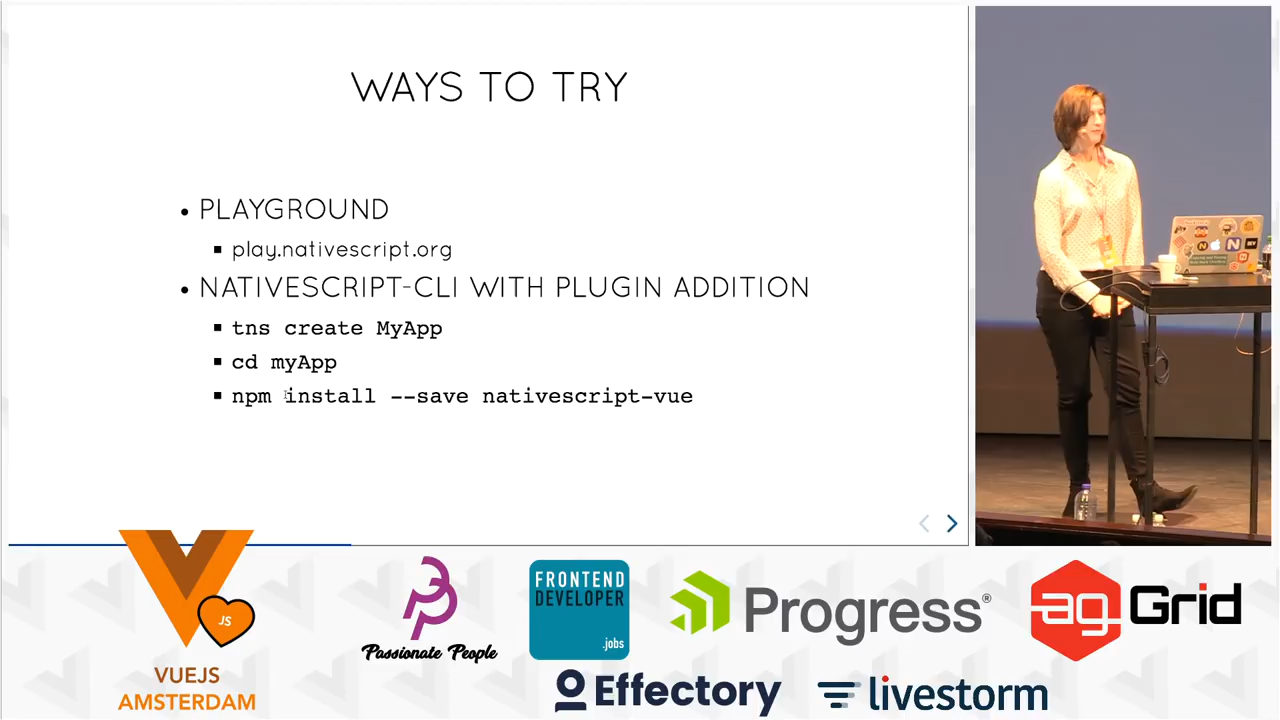 WAYS TO TRY
PLAYGROUND
play.nativescript.org
NATIVESCRIPT-CLI WITH PLUGIN ADDITION
tns create MyApp
cd myApp
npm install --save nativescript-vue
JS
VUEJS
AMSTERDAM
Passionate People
FRONTEND
DEVELOPER
.jobs
Progress®
ag Grid
Effectory
livestorm